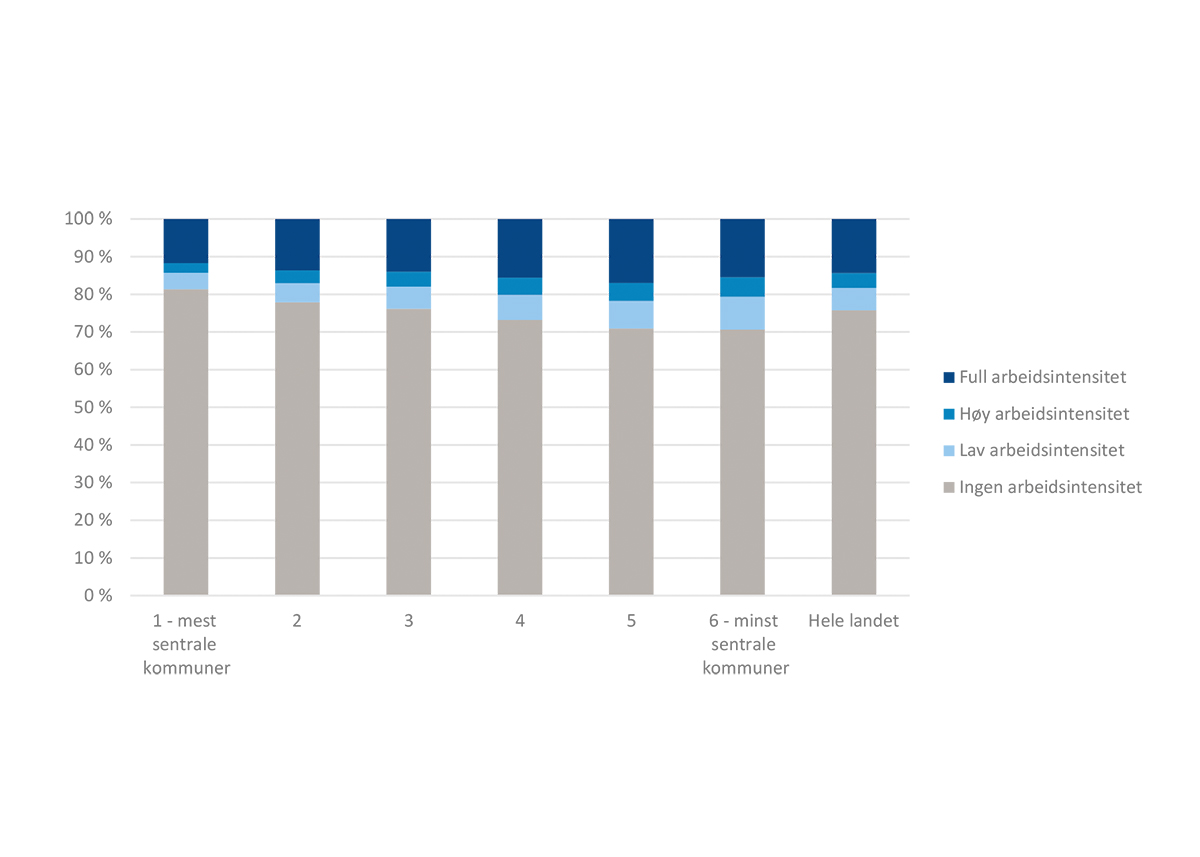 100 %
90 %
80 %
70 %
60 %
50 %
40 %
30 %
20 %
10 %
0 %
1 - mest
sentrale
kommuner
2
3
4
5
6 - minst
sentrale
kommuner
Hele landet
Full arbeidsintensitet
Høy arbeidsintensitet
Lav arbeidsintensitet
Ingen arbeidsintensitet